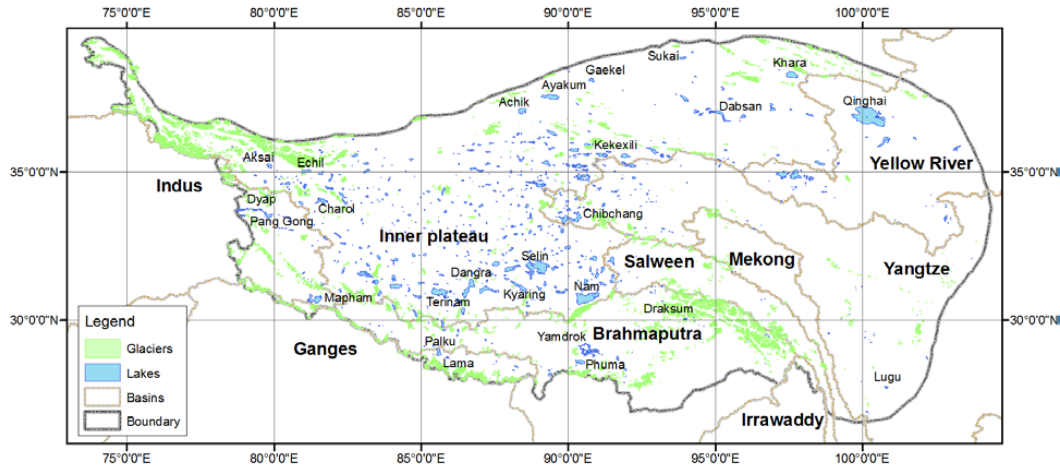 75°0'0"E 80°0'0"E 85°0'0"E 90°0'0"E 95°0'0"E 100°0'0"E
Sukai
Khara
Gaekel
Ayakum
Achik
Dabsan
Qinghai
Kekexili
Yellow River
Aksai
Echil
35°0'0"N
35°0'0"N
Indus
Dyap
Charol
Pang Gong
Chibchang
Inner plateau
Selin
Salween
Mekong
Yangtze
Dangra
Nam
Mapham
Terinam
Kyaring
Draksum
30°0'0"N
30°0'0"N
Legend
Glaciers
Lakes
Basins
Boundary
Ganges
Palku
Yamdrok
Brahmaputra
Lama
Phuma
Lugu
Irrawaddy
75°0'0"E 80°0'0"E 85°0'0"E 90°0'0"E 95°0'0"E 100°0'0"E